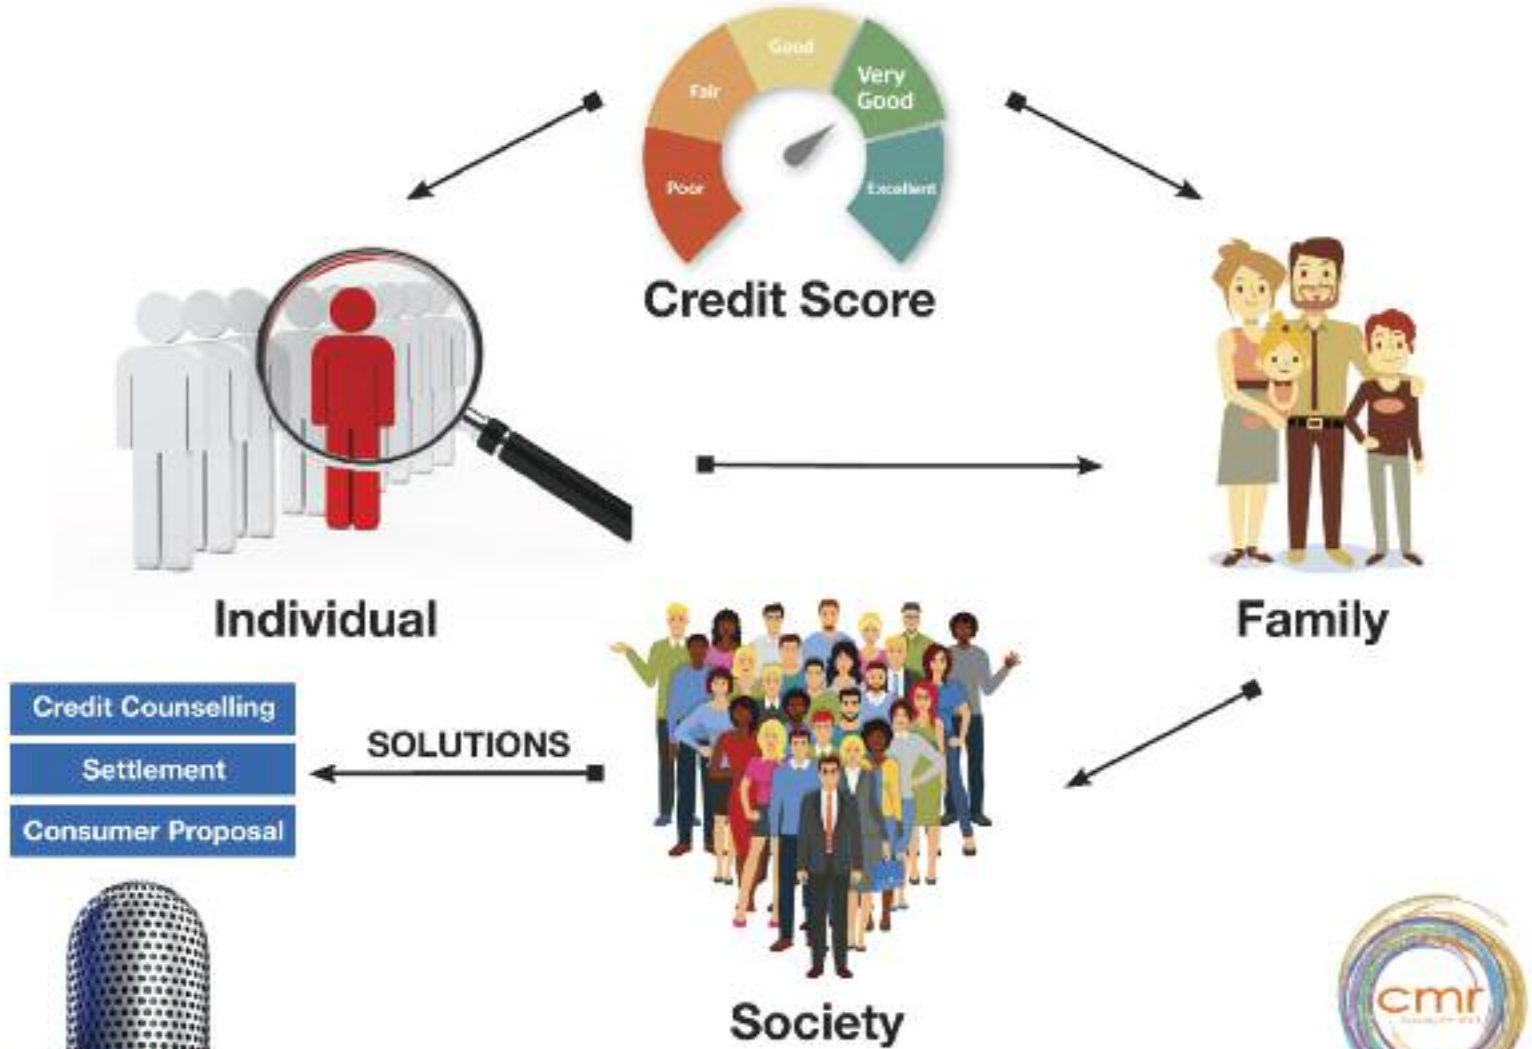 Good
Fair
Very
Good
Poor
Excellent
Credit Score
Individual
Family
Credit Counselling
SOLUTIONS
Settlement
Consumer Proposal
Society
cmr